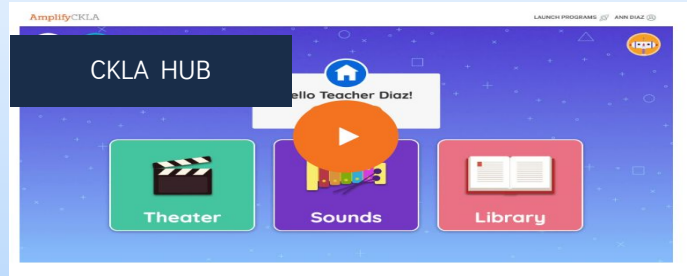 AmplifyCKLA
LAUNCH PROGRAMS ANN DIAZ
CKLA HUB
ello Teacher Diaz!
Theater Sounds Library